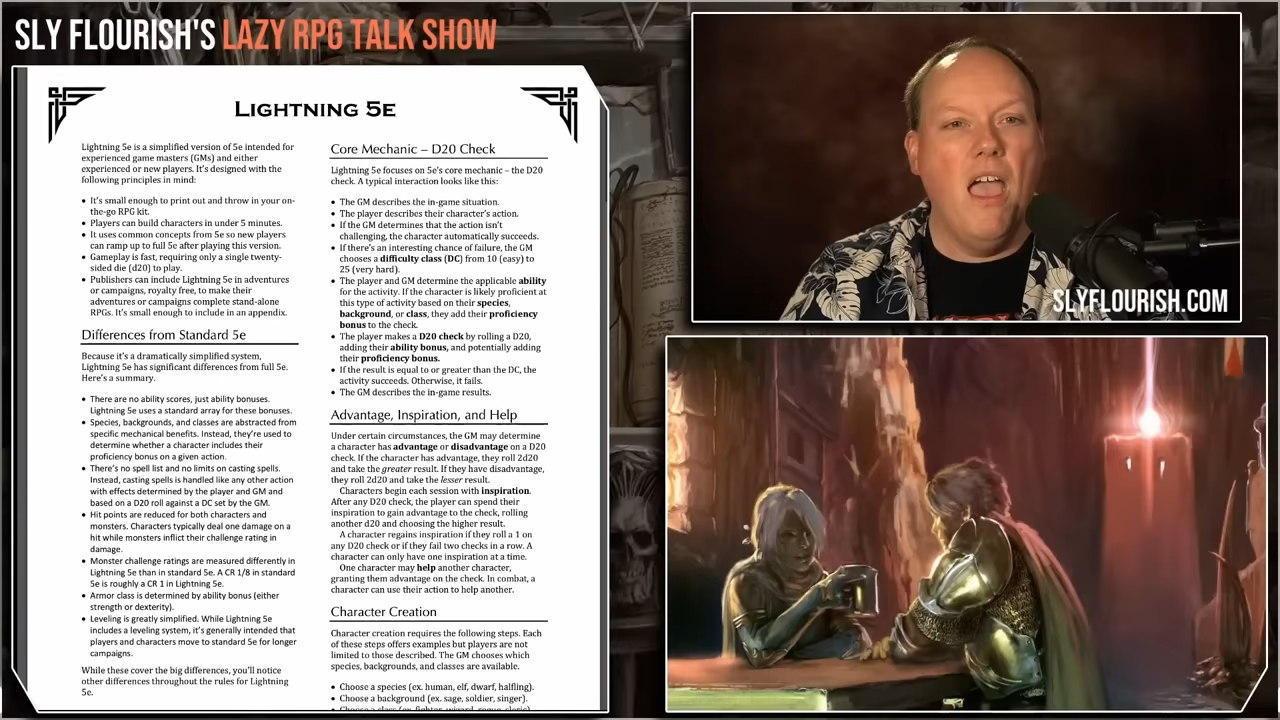 SLY FLOURISH'S LAZY RPG TALK SHOW
LIGHTNING 5E
Lightning 5e is a simplified version of 5e intended for
experienced game masters (GMs) and either
experienced or new players. It's designed with the
following principles in mind:
• It's small enough to print out and throw in your on-
the-go RPG kit.
• Players can build characters in under 5 minutes.
• It uses common concepts from 5e so new players
can ramp up to full 5e after playing this version.
• Gameplay is fast, requiring only a single twenty-
sided die (d20) to play.
• Publishers can include Lightning 5e in adventures
or campaigns, royalty free, to make their
adventures or campaigns complete stand-alone
RPGs. It's small enough to include in an appendix.
Differences from Standard 5e
Because it's a dramatically simplified system,
Lightning 5e has significant differences from full 5e.
Here's a summary.
• There are no ability scores, just ability bonuses.
Lightning 5e uses a standard array for these bonuses.
• Species, backgrounds, and classes are abstracted from
specific mechanical benefits. Instead, they're used to
determine whether a character includes their
proficiency bonus on a given action.
• There's no spell list and no limits on casting spells.
Instead, casting spells is handled like any other action
with effects determined by the player and GM and
based on a D20 roll against a DC set by the GM.
• Hit points are reduced for both characters and
monsters. Characters typically deal one damage on a
hit while monsters inflict their challenge rating in
damage.
• Monster challenge ratings are measured differently in
Lightning 5e than in standard 5e. A CR 1/8 in standard
5e is roughly a CR 1 in Lightning 5e.
• Armor class is determined by ability bonus (either
strength or dexterity).
• Leveling is greatly simplified. While Lightning 5e
includes a leveling system, it's generally intended that
players and characters move to standard 5e for longer
campaigns.
While these cover the big differences, you'll notice
other differences throughout the rules for Lightning
5e.
Core Mechanic – D20 Check
Lightning 5e focuses on 5e's core mechanic – the D20
check. A typical interaction looks like this:
• The GM describes the in-game situation.
• The player describes their character's action.
• If the GM determines that the action isn't
challenging, the character automatically succeeds.
• If there's an interesting chance of failure, the GM
chooses a difficulty class (DC) from 10 (easy) to
25 (very hard).
• The player and GM determine the applicable ability
for the activity. If the character is likely proficient at
this type of activity based on their species,
background, or class, they add their proficiency
bonus to the check.
• The player makes a D20 check by rolling a D20,
adding their ability bonus, and potentially adding
their proficiency bonus.
• If the result is equal to or greater than the DC, the
activity succeeds. Otherwise, it fails.
• The GM describes the in-game results.
Advantage, Inspiration, and Help
Under certain circumstances, the GM may determine
a character has advantage or disadvantage on a D20
check. If the character has advantage, they roll 2d20
and take the greater result. If they have disadvantage,
they roll 2d20 and take the lesser result.
Characters begin each session with inspiration.
After any D20 check, the player can spend their
inspiration to gain advantage to the check, rolling
another d20 and choosing the higher result.
A character regains inspiration if they roll a 1 on
any D20 check or if they fail two checks in a row. A
character can only have one inspiration at a time.
One character may help another character,
granting them advantage on the check. In combat, a
character can use their action to help another.
Character Creation
Character creation requires the following steps. Each
of these steps offers examples but players are not
limited to those described. The GM chooses which
species, backgrounds, and classes are available.
• Choose a species (ex. human, elf, dwarf, halfling).
• Choose a background (ex. sage, soldier, singer).
SLYFLOURISH.COM